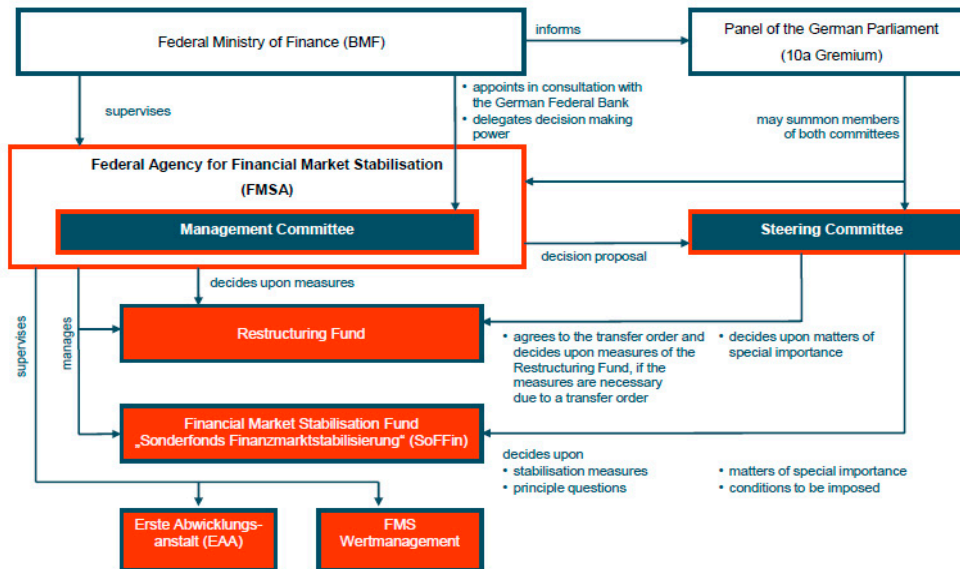 Federal Ministry of Finance (BMF)
informs
Panel of the German Parliament
(10a Gremium)
supervises
• appoints in consultation with
the German Federal Bank
• delegates decision making
power
may summon members
of both committees
Federal Agency for Financial Market Stabilisation
(FMSA)
Management Committee
Steering Committee
decision proposal
decides upon measures
supervises
manages
Restructuring Fund
• agrees to the transfer order and
decides upon measures of the
Restructuring Fund, if the
measures are necessary
due to a transfer order
• decides upon matters of
special importance
Financial Market Stabilisation Fund
„Sonderfonds Finanzmarktstabilisierung“ (SoFFin)
decides upon
• stabilisation measures
• principle questions
• matters of special importance
• conditions to be imposed
Erste Abwicklungs-
anstalt (EAA)
FMS
Wertmanagement